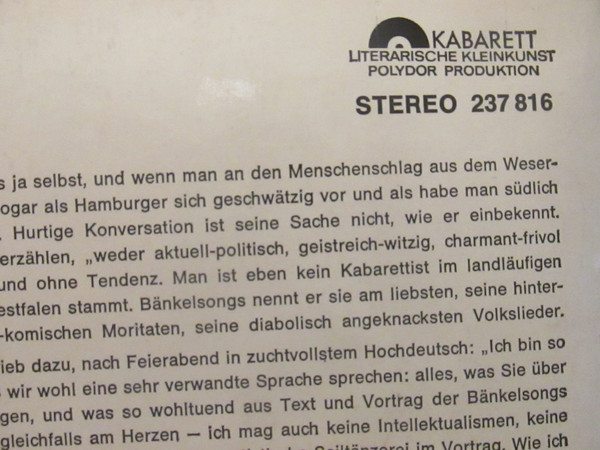 KABARETT
LITERARISCHE KLEINKUNST
POLYDOR PRODUKTION
STEREO 237 816
s ja selbst, und wenn man an den Menschenschlag aus dem Weser-
ogar als Hamburger sich geschwätzig vor und als habe man südlich
. Hurtige Konversation ist seine Sache nicht, wie er einbekennt.
erzählen, „weder aktuell-politisch, geistreich-witzig, charmant-frivol
und ohne Tendenz. Man ist eben kein Kabarettist im landläufigen
estfalen stammt. Bänkelsongs nennt er sie am liebsten, seine hinter-
-komischen Moritaten, seine diabolisch angeknacksten Volkslieder.
ieb dazu, nach Feierabend in zuchtvollstem Hochdeutsch: „Ich bin so
s wir wohl eine sehr verwandte Sprache sprechen: alles, was Sie über
gen, und was so wohltuend aus Text und Vortrag der Bänkelsongs
gleichfalls am Herzen — ich mag auch keine Intellektualismen, keine
Seiltänzerei im Vortrag. Wie ich